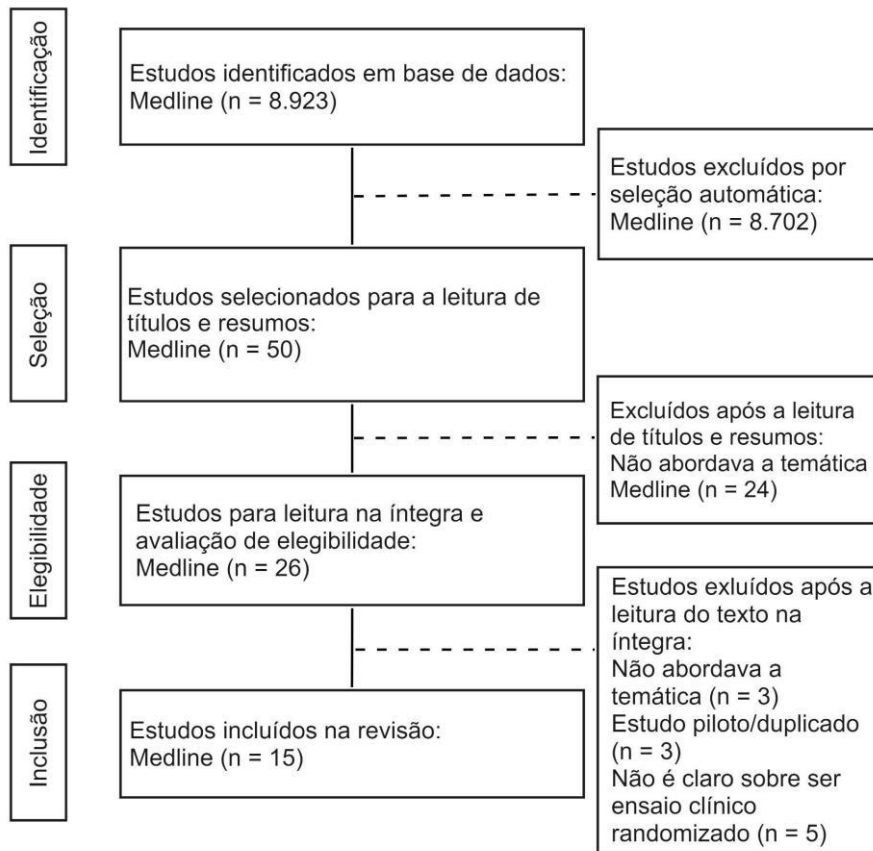 Identificação
Estudos identificados em base de dados:
Medline (n = 8.923)
Estudos excluídos por
seleção automática:
Medline (n = 8.702)
Seleção
Estudos selecionados para a leitura de
títulos e resumos:
Medline (n = 50)
Excluídos após a leitura
de títulos e resumos:
Não abordava a temática
Medline (n = 24)
Elegibilidade
Estudos para leitura na íntegra e
avaliação de elegibilidade:
Medline (n = 26)
Estudos exluídos após a
leitura do texto na
íntegra:
Não abordava a
temática (n = 3)
Estudo piloto/duplicado
(n = 3)
Não é claro sobre ser
ensaio clínico
randomizado (n = 5)
Inclusão
Estudos incluídos na revisão:
Medline (n = 15)